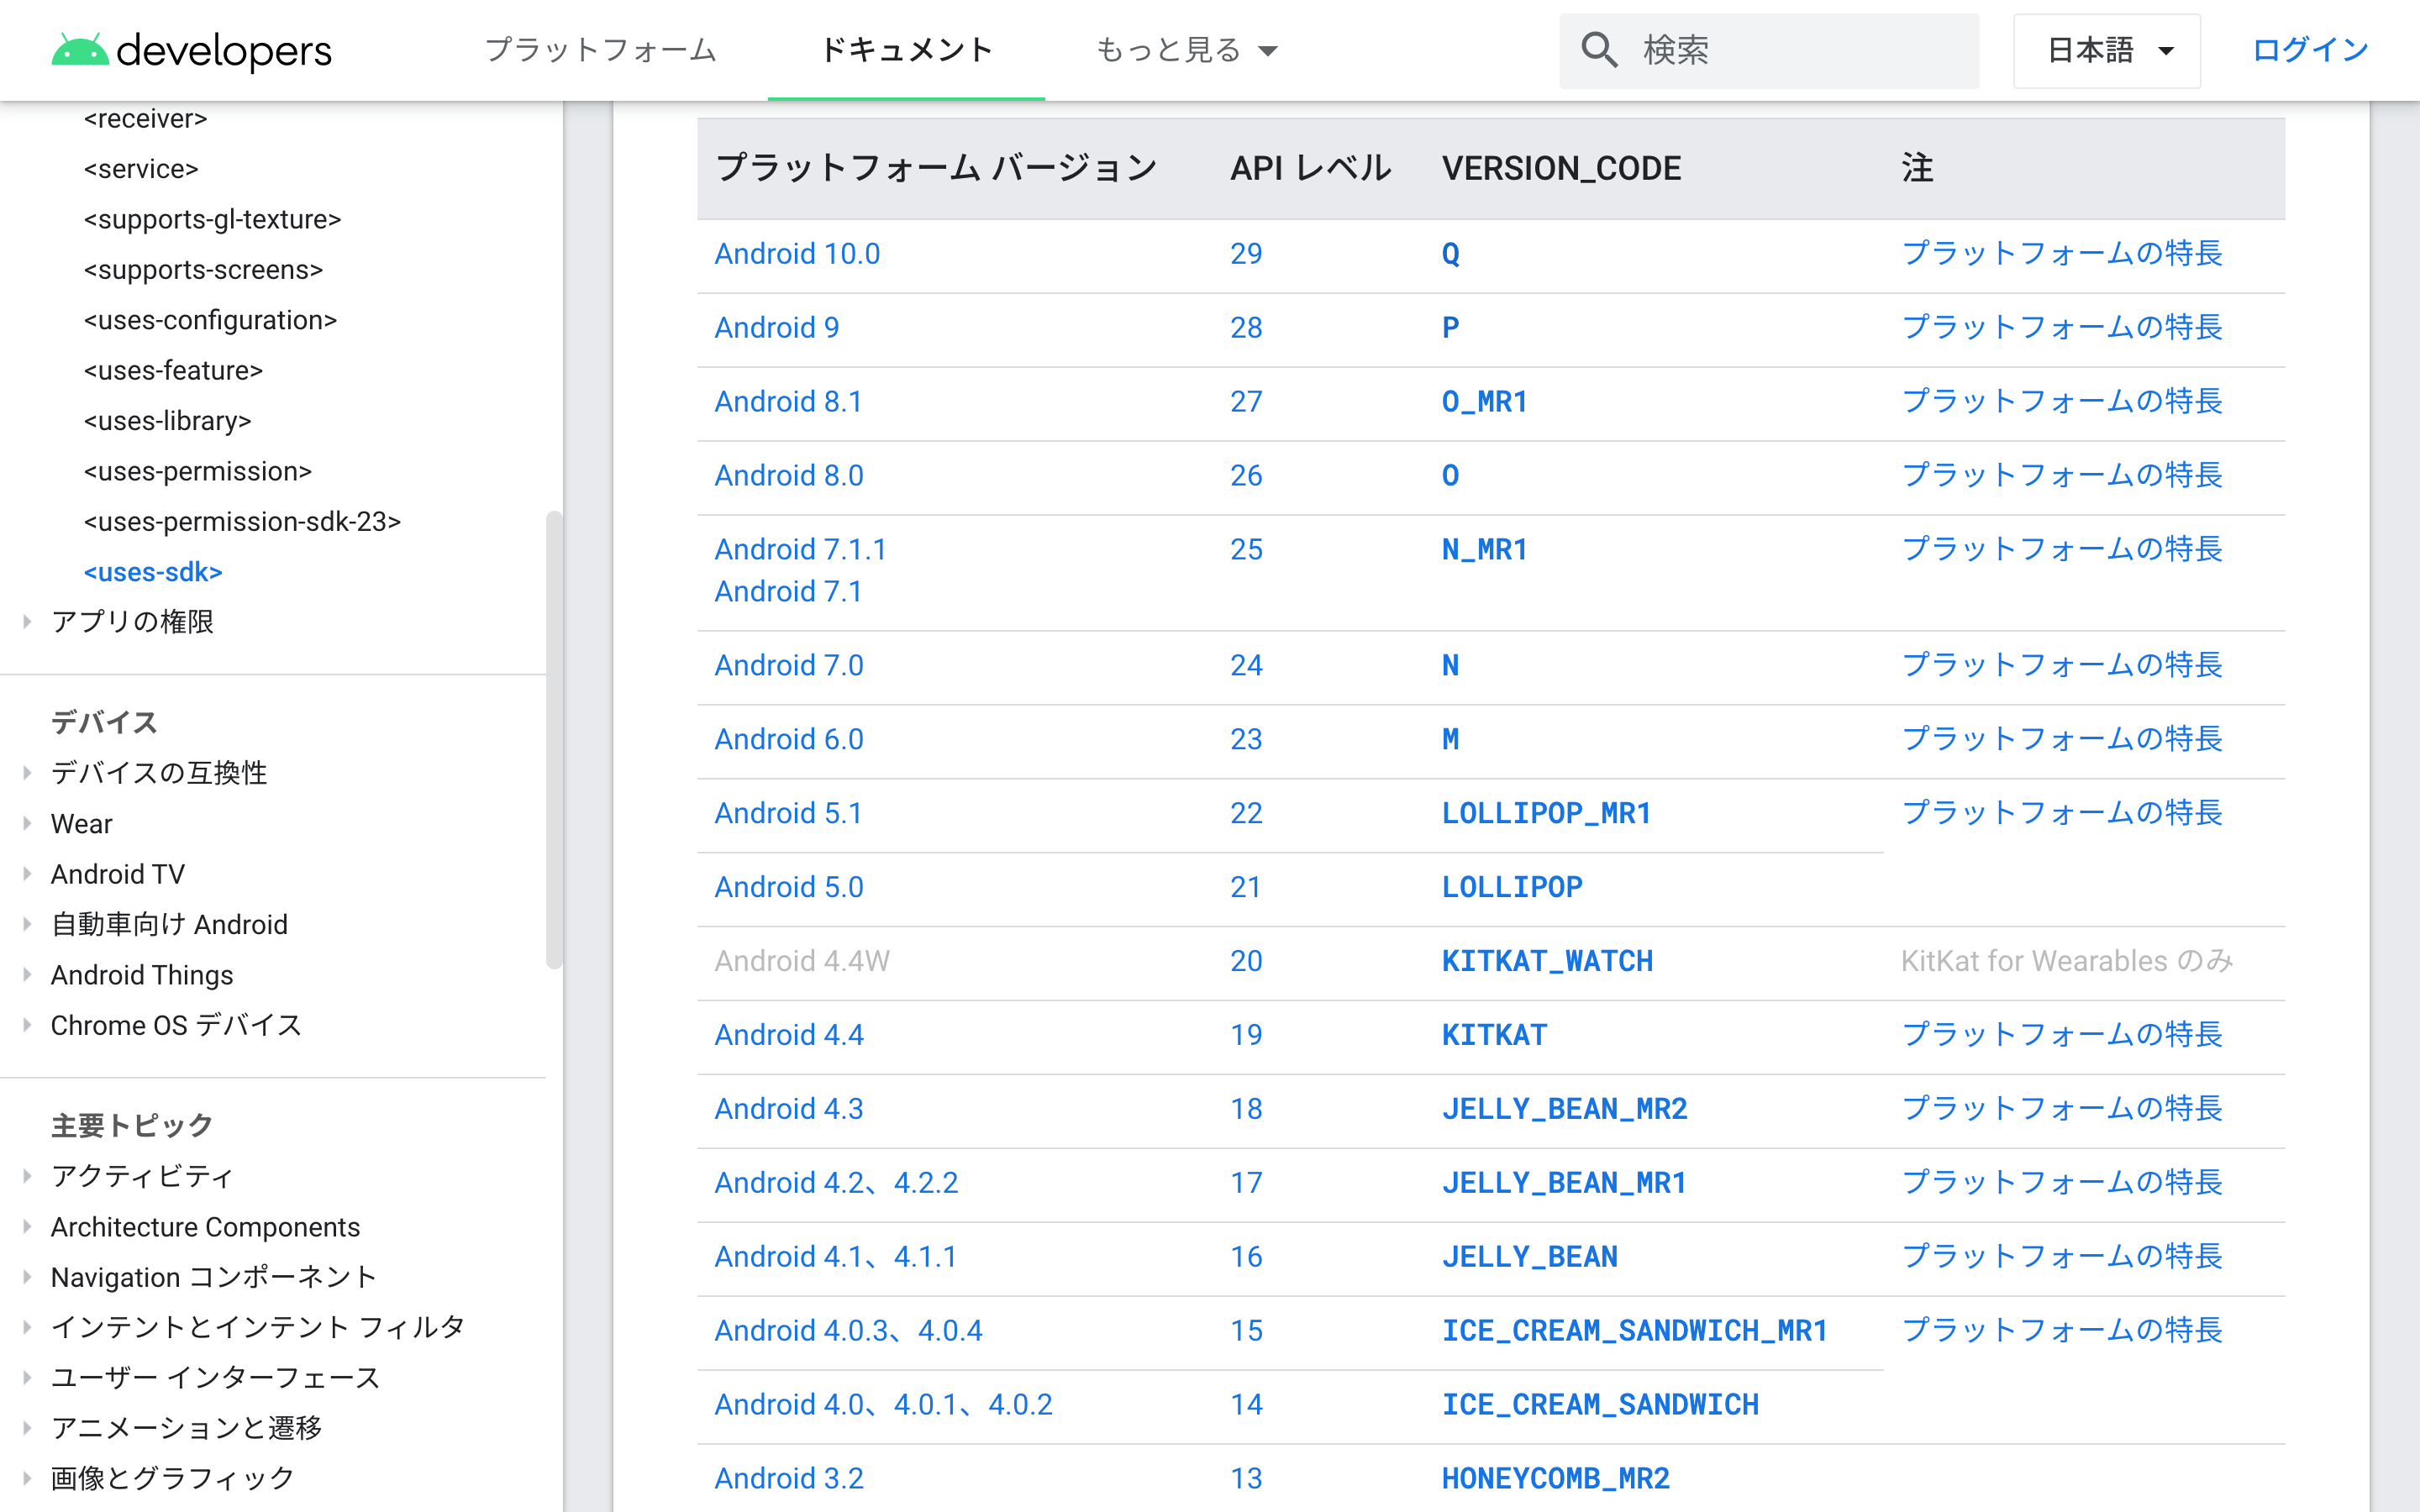 developers
プラットフォーム
ドキュメント
もっと見る
検索
日本語
ログイン
<receiver>
<service>
<supports-gl-texture>
<supports-screens>
<uses-configuration>
<uses-feature>
<uses-library>
<uses-permission>
<uses-permission-sdk-23>
<uses-sdk>
アプリの権限
デバイス
デバイスの互換性
Wear
Android TV
自動車向け Android
Android Things
Chrome OS デバイス
主要トピック
アクティビティ
Architecture Components
Navigation コンポーネント
インテントとインテント フィルタ
ユーザー インターフェース
アニメーションと遷移
画像とグラフィック
プラットフォーム バージョン API レベル VERSION_CODE 注
Android 10.0 29 Q プラットフォームの特長
Android 9 28 P プラットフォームの特長
Android 8.1 27 O_MR1 プラットフォームの特長
Android 8.0 26 O プラットフォームの特長
Android 7.1.1 25 N_MR1 プラットフォームの特長
Android 7.1
Android 7.0 24 N プラットフォームの特長
Android 6.0 23 M プラットフォームの特長
Android 5.1 22 LOLLIPOP_MR1 プラットフォームの特長
Android 5.0 21 LOLLIPOP
Android 4.4W 20 KITKAT_WATCH KitKat for Wearables のみ
Android 4.4 19 KITKAT プラットフォームの特長
Android 4.3 18 JELLY_BEAN_MR2 プラットフォームの特長
Android 4.2、4.2.2 17 JELLY_BEAN_MR1 プラットフォームの特長
Android 4.1、4.1.1 16 JELLY_BEAN プラットフォームの特長
Android 4.0.3、4.0.4 15 ICE_CREAM_SANDWICH_MR1 プラットフォームの特長
Android 4.0、4.0.1、4.0.2 14 ICE_CREAM_SANDWICH
Android 3.2 13 HONEYCOMB_MR2